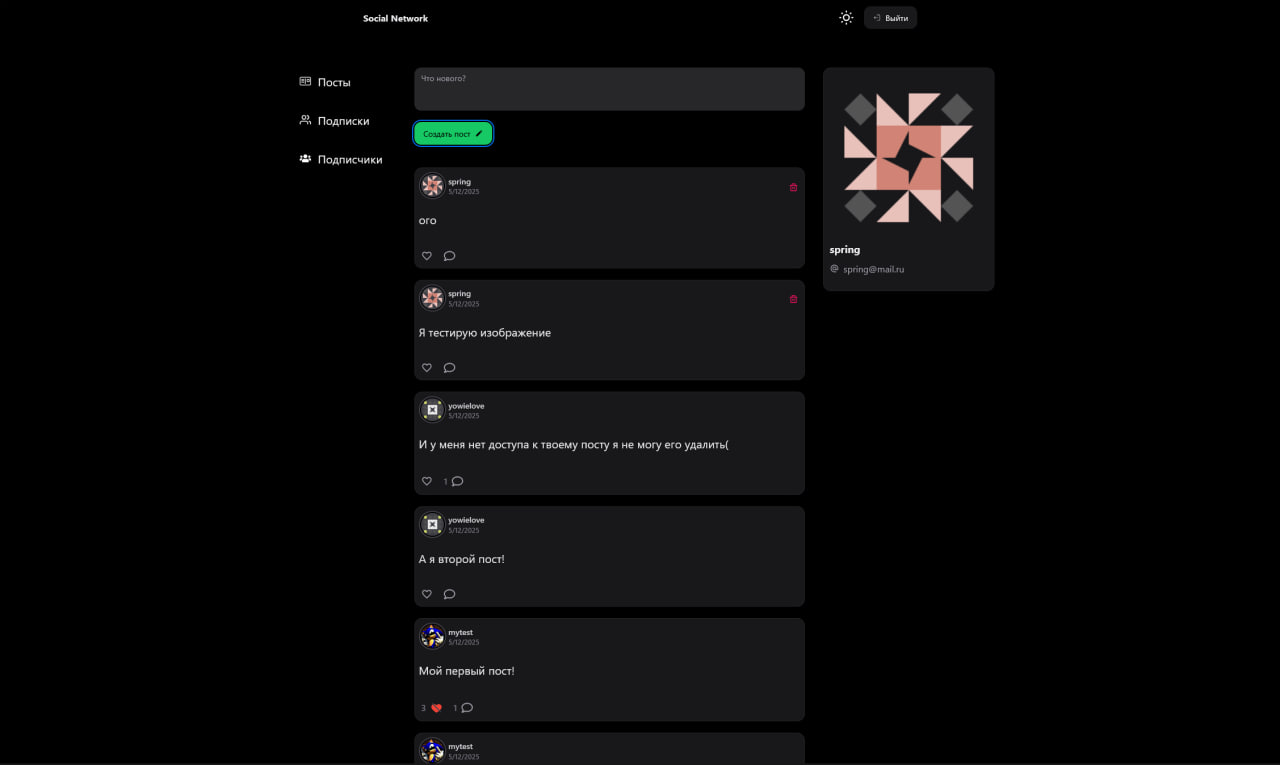 Social Network
Выйти
Посты
Подписки
Подписчики
Что нового?
Создать пост
spring
5/12/2025
ого
spring
5/12/2025
Я тестирую изображение
yowielove
5/12/2025
И у меня нет доступа к твоему посту я не могу его удалить(
1
yowielove
5/12/2025
А я второй пост!
mytest
5/12/2025
Мой первый пост!
3 1
mytest
5/12/2025
spring
spring@mail.ru